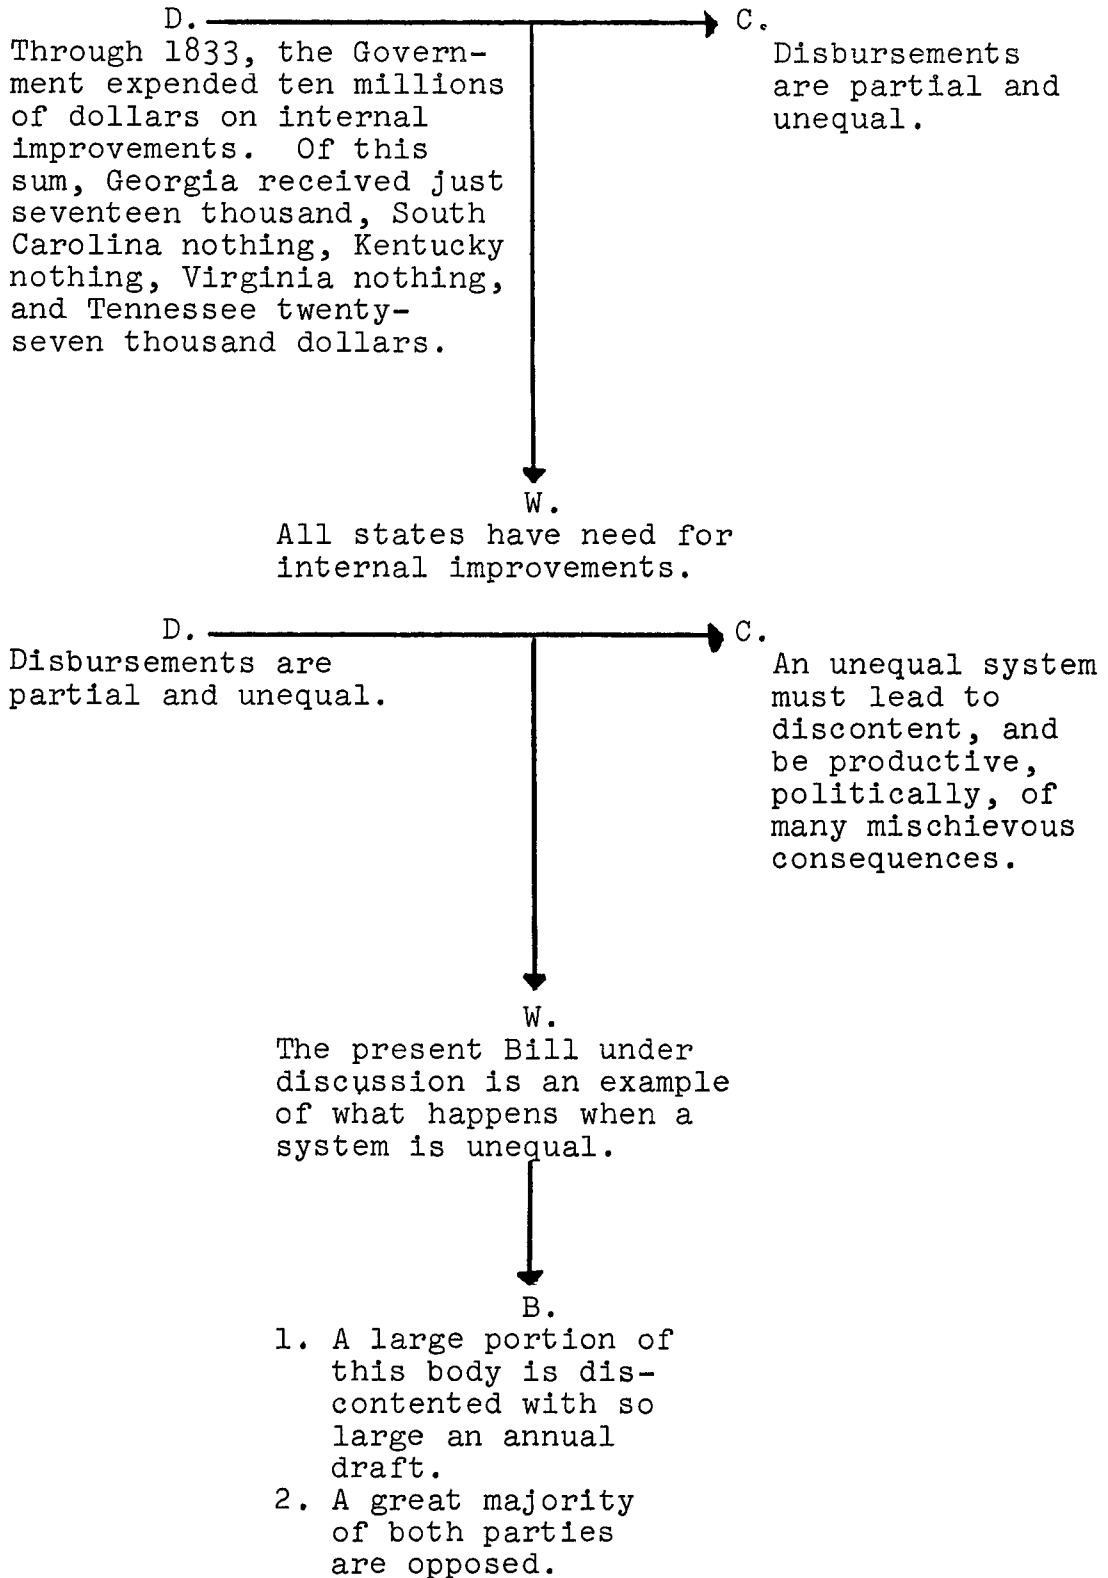 D. C.
Through 1833, the Govern-
ment expended ten millions
of dollars on internal
improvements. Of this
sum, Georgia received just
seventeen thousand, South
Carolina nothing, Kentucky
nothing, Virginia nothing,
and Tennessee twenty-
seven thousand dollars.
Disbursements
are partial and
unequal.
W.
All states have need for
internal improvements.
D. C.
Disbursements are
partial and unequal.
An unequal system
must lead to
discontent, and
be productive,
politically, of
many mischievous
consequences.
W.
The present Bill under
discussion is an example
of what happens when a
system is unequal.
B.
1. A large portion of
this body is dis-
contented with so
large an annual
draft.
2. A great majority
of both parties
are opposed.